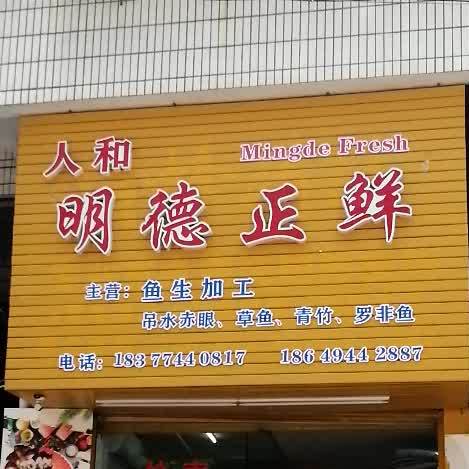 人和 Mingde Fresh
明德正鲜
主营：鱼生加工
吊水赤眼、草鱼、青竹、罗非鱼
电话：18377440817 18649442887